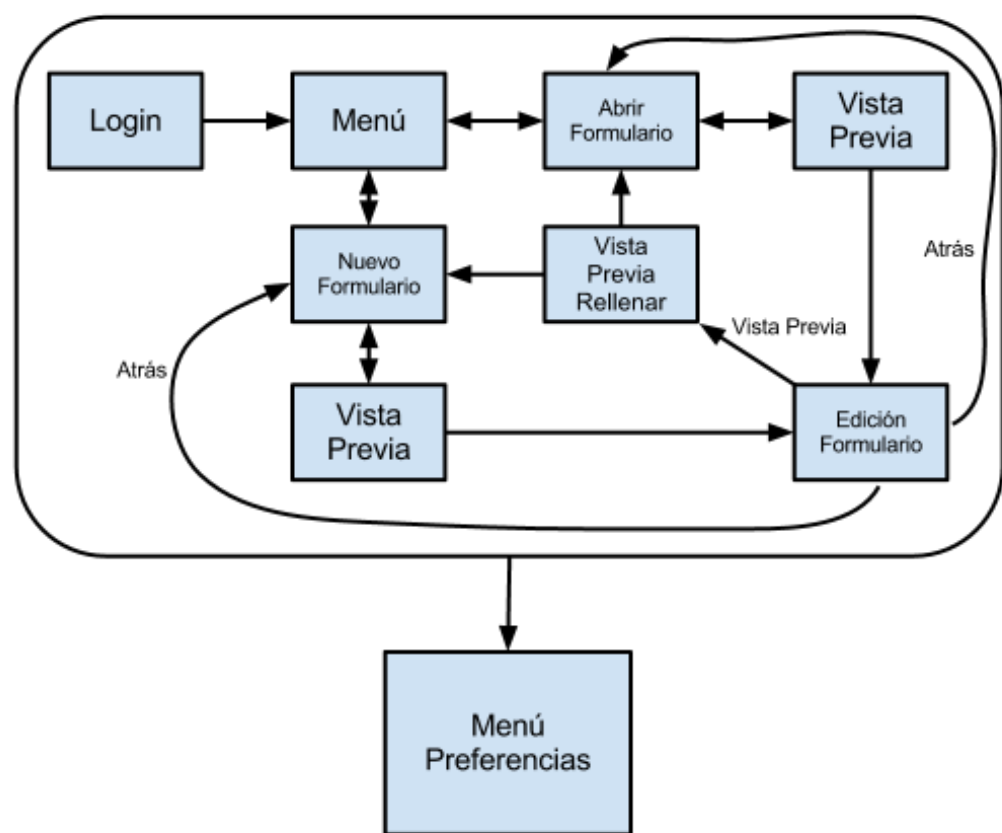 Login
Menú
Abrir
Formulario
Vista
Previa
Nuevo
Formulario
Vista
Previa
Rellenar
Atrás
Vista Previa
Atrás
Vista
Previa
Edición
Formulario
Menú
Preferencias